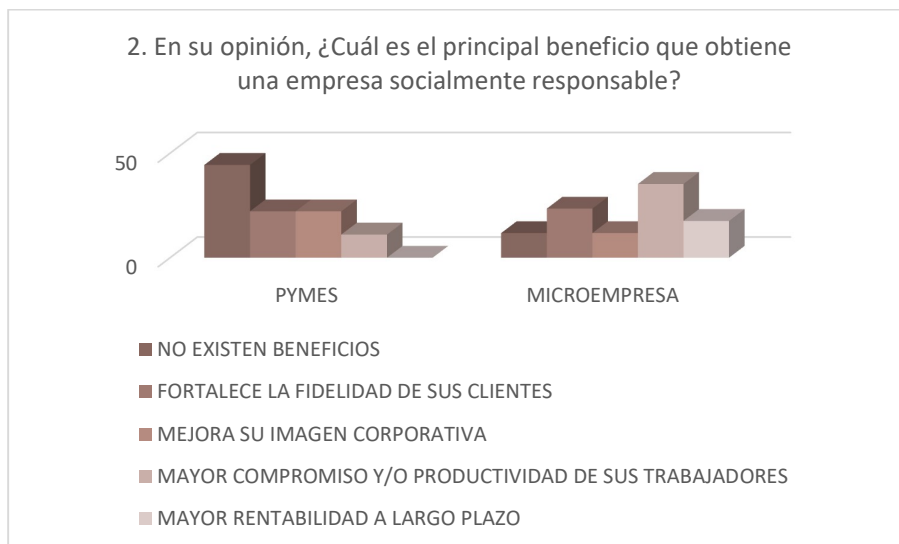 2. En su opinión, ¿Cuál es el principal beneficio que obtiene
una empresa socialmente responsable?
50
0
PYMES
MICROEMPRESA
NO EXISTEN BENEFICIOS
FORTALECE LA FIDELIDAD DE SUS CLIENTES
MEJORA SU IMAGEN CORPORATIVA
MAYOR COMPROMISO Y/O PRODUCTIVIDAD DE SUS TRABAJADORES
MAYOR RENTABILIDAD A LARGO PLAZO